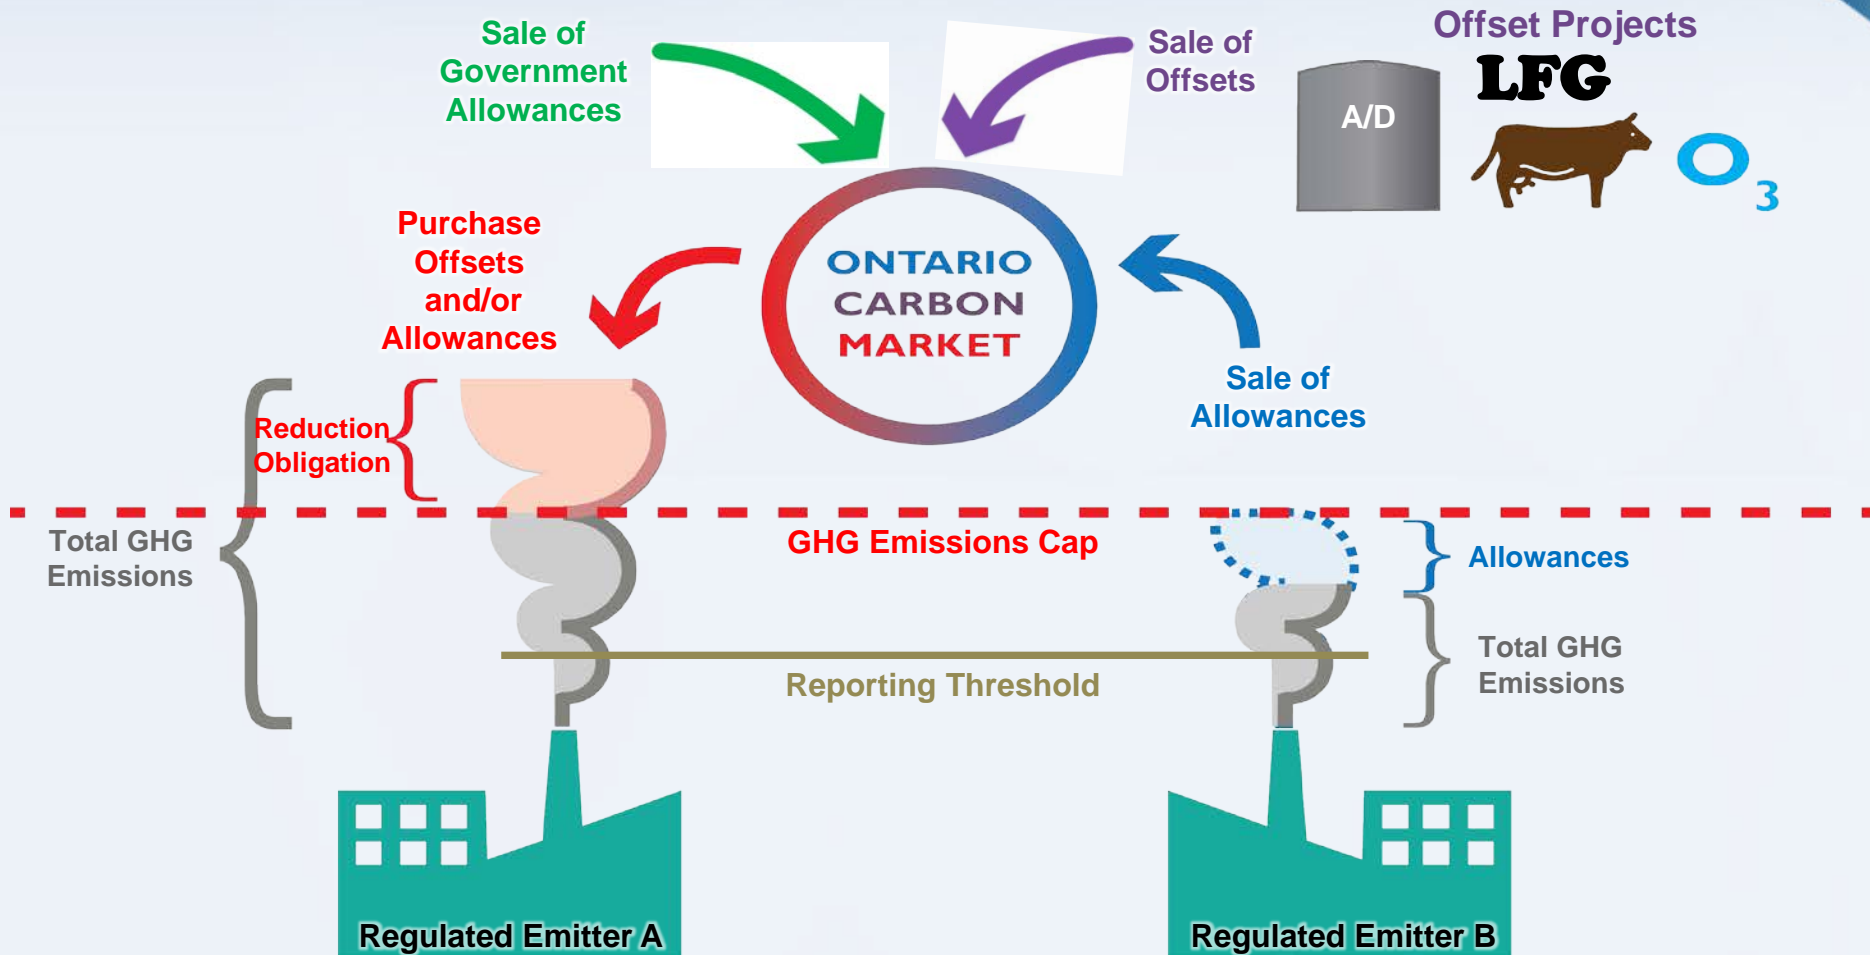 Sale of
Government
Allowances
Sale of
Offsets
Offset Projects
LFG
A/D
O
3
Purchase
Offsets
and/or
Allowances
ONTARIO
CARBON
MARKET
Sale of
Allowances
Reduction
Obligation
Total GHG
Emissions
GHG Emissions Cap
Allowances
Total GHG
Emissions
Reporting Threshold
Regulated Emitter A
Regulated Emitter B